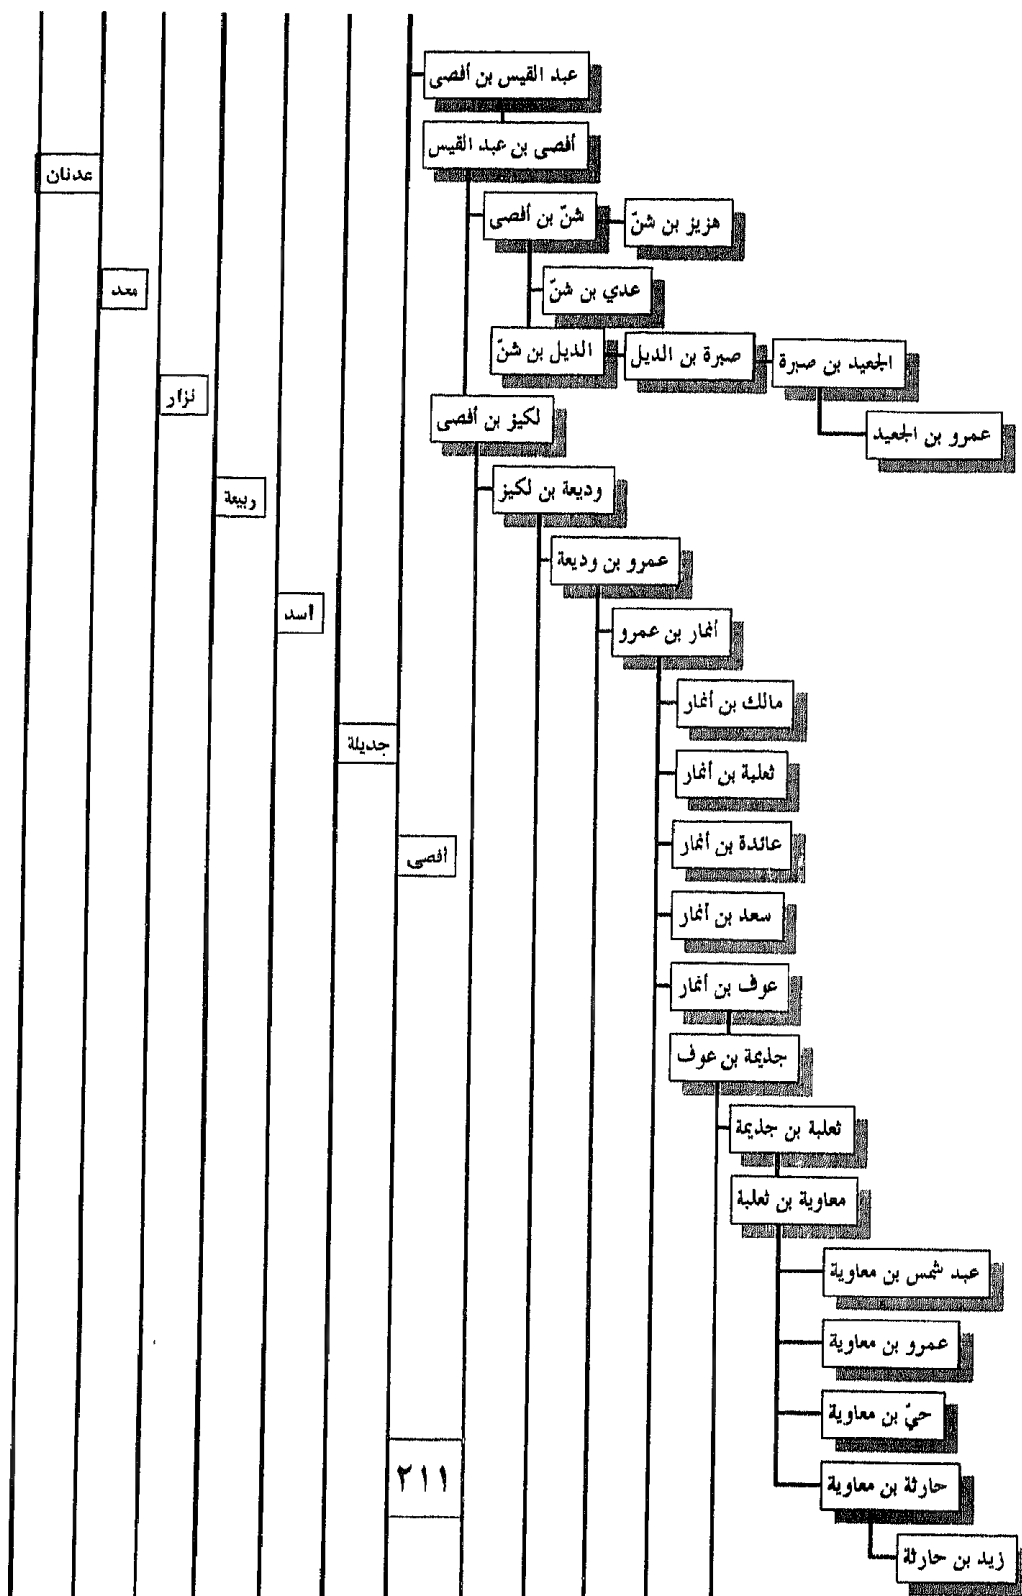 عبد القيس بن أفصى
أفصى بن عبد القيس
عدنان
شنّ بن أفصى
هزيز بن شنّ
معد
عدي بن شنّ
الديل بن شنّ
صبرة بن الديل
الجعيد بن صبرة
نزار
لكيز بن أفصى
عمرو بن الجعيد
ربيعة
وديعة بن لكيز
عمرو بن وديعة
اسد
أنمار بن عمرو
مالك بن أنمار
جديلة
ثعلبة بن أنمار
عائدة بن أنمار
افصى
سعد بن أنمار
عوف بن أنمار
جذيمة بن عوف
ثعلبة بن جذيمة
معاوية بن ثعلبة
عبد شمس بن معاوية
عمرو بن معاوية
حيّ بن معاوية
حارثة بن معاوية
زيد بن حارثة
٢١١